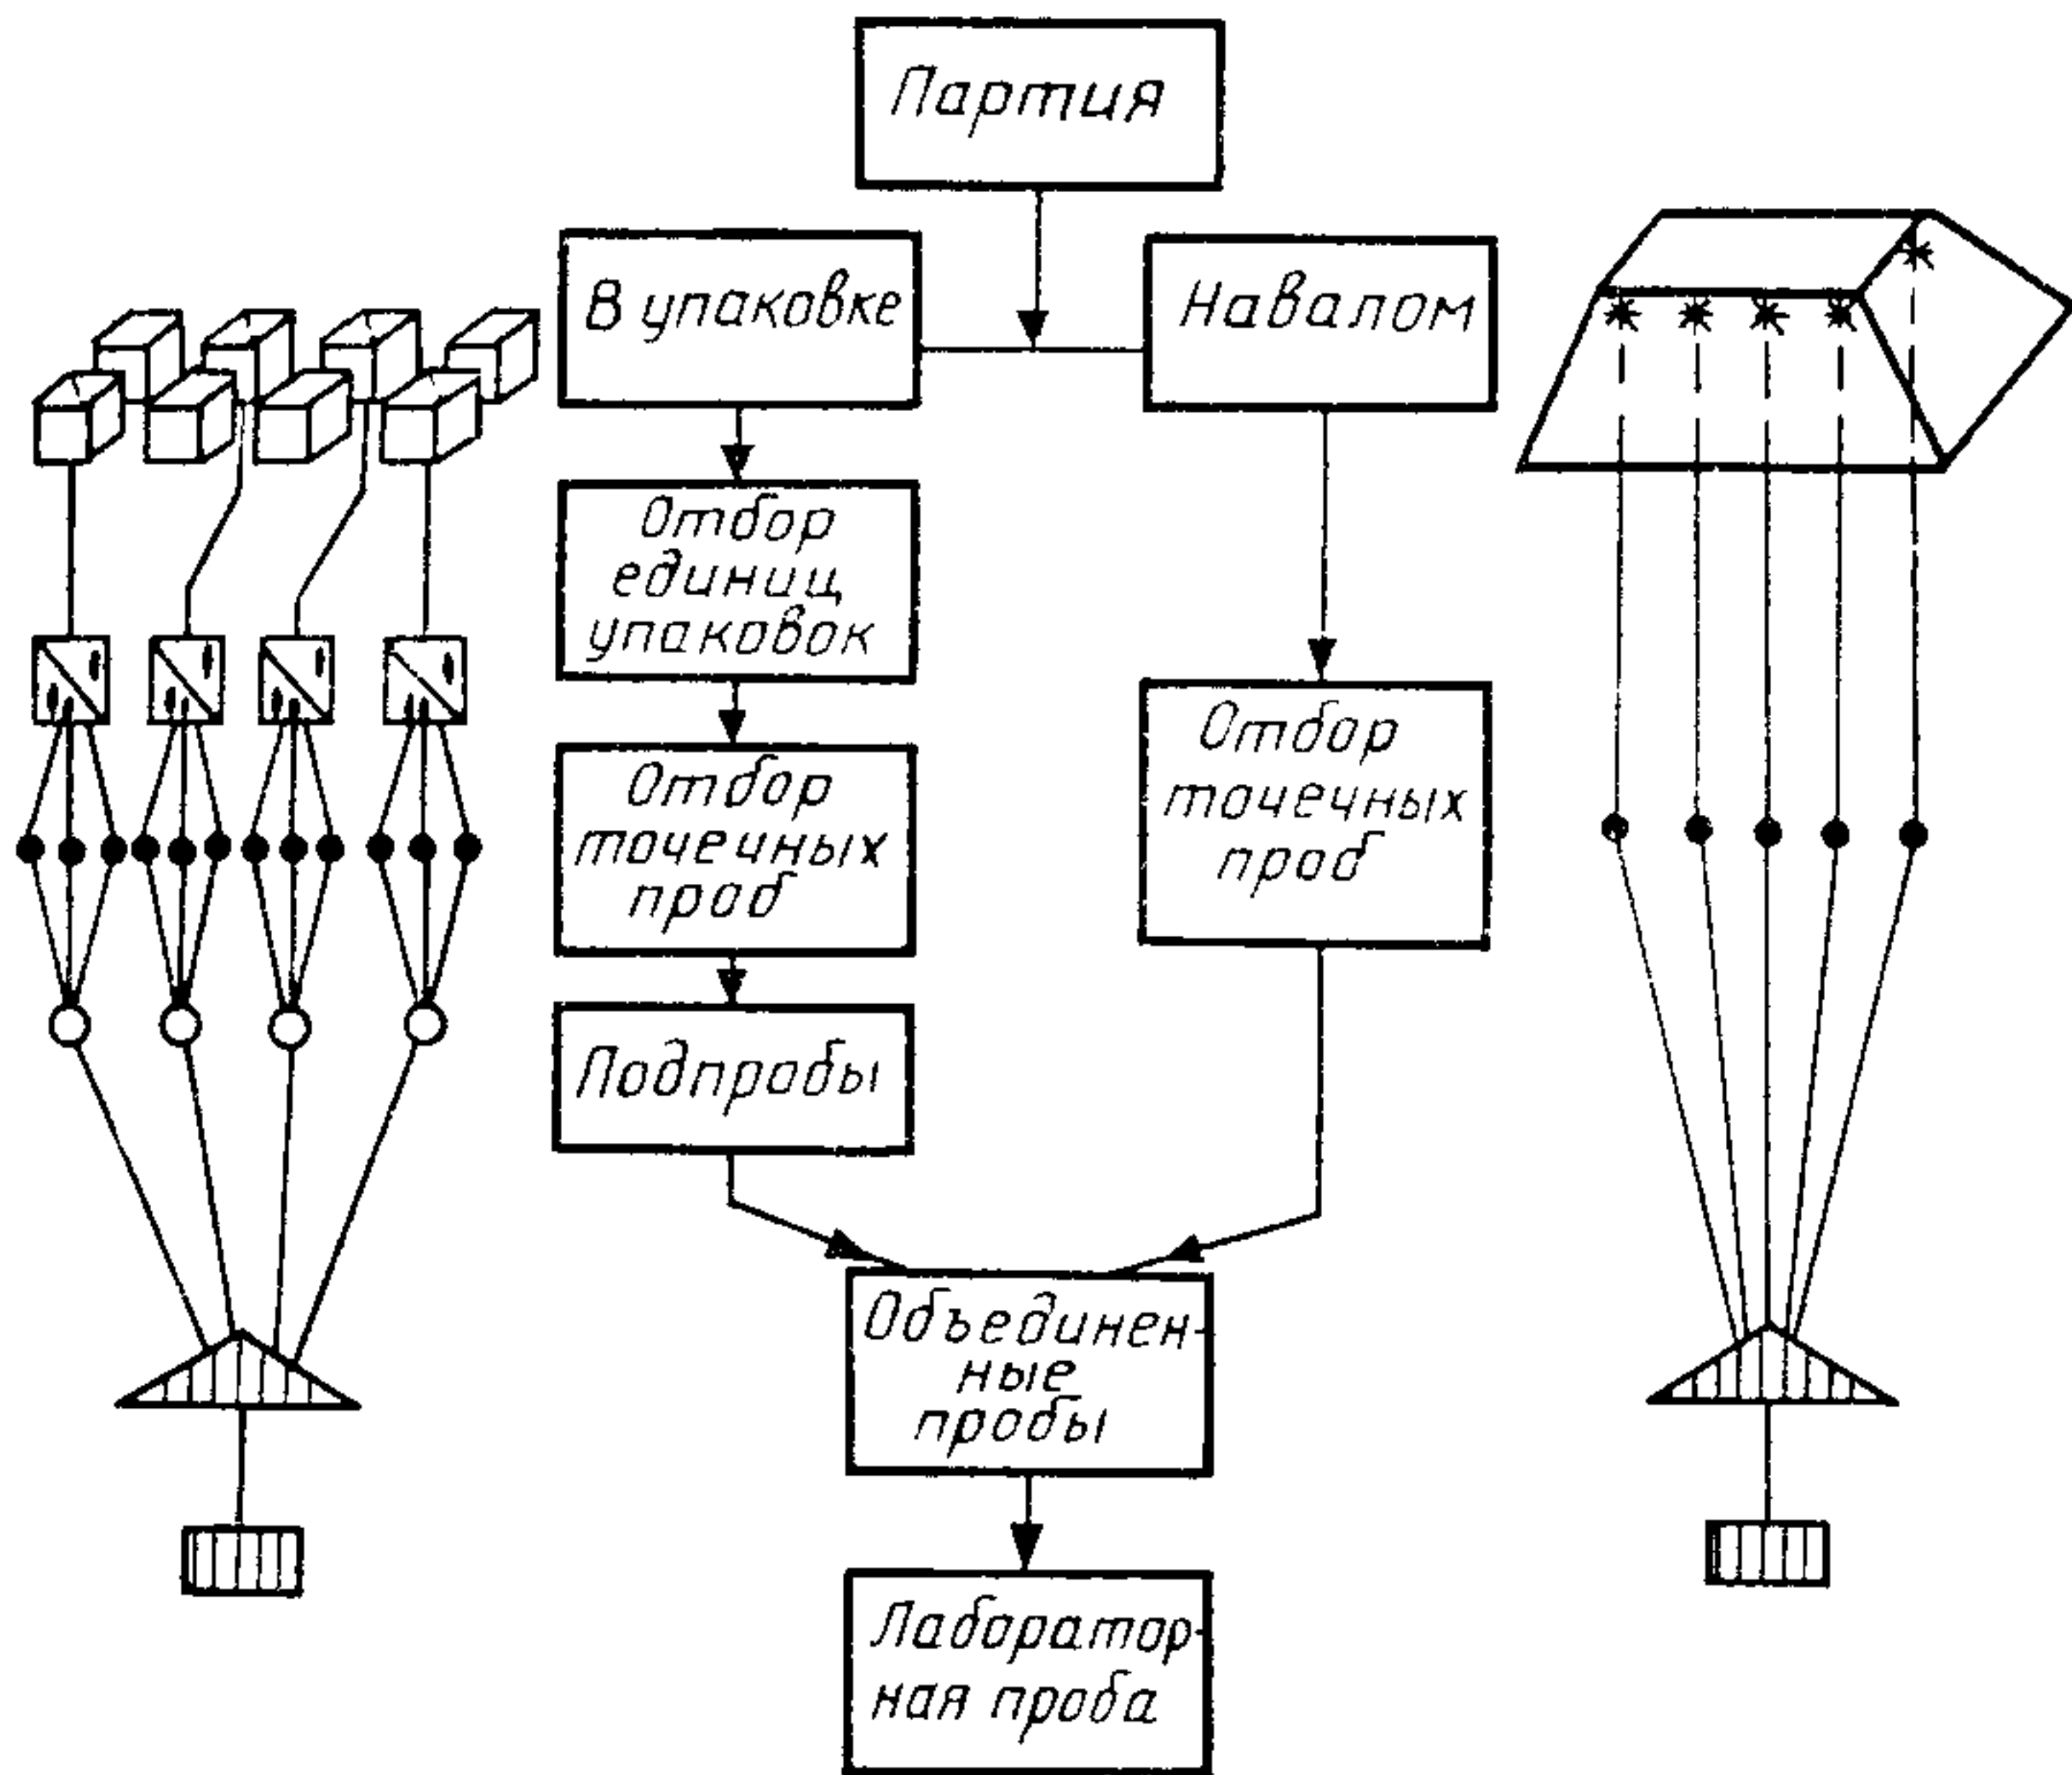 Партия
В упаковке
Навалом
Отбор
единиц
упаковок
Отбор
точечных
проб
Отбор
точечных
проб
Подпробы
Объединен-
ные
пробы
Лаборатор-
ная проба